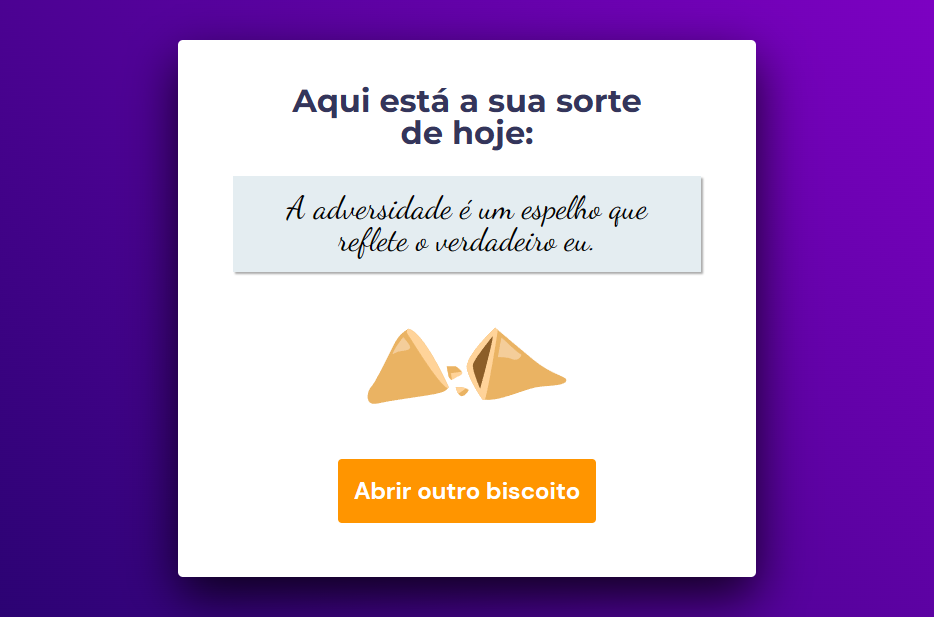 Aqui está a sua sorte
de hoje:
A adversidade é um espelho que
reflete o verdadeiro eu.
Abrir outro biscoito